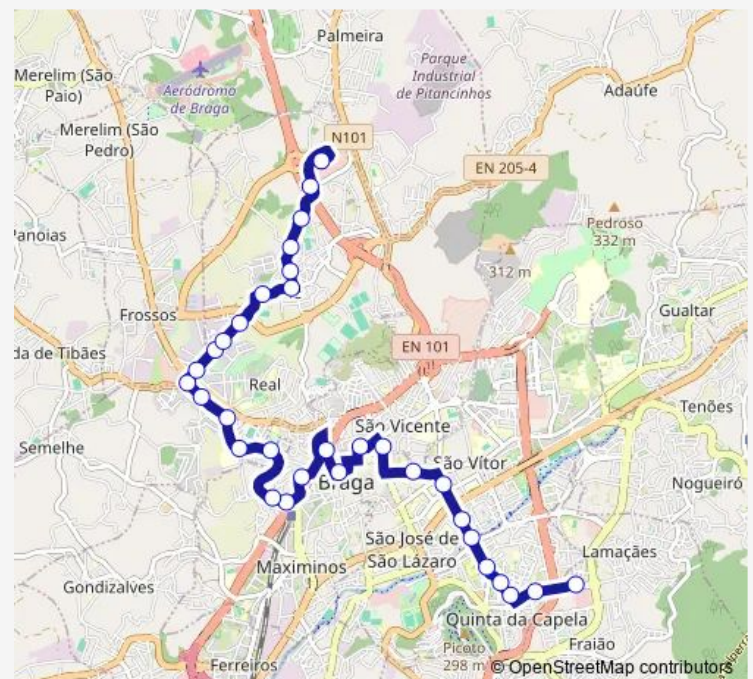 Palmeira
Parque
Industrial
de Pitancinhos
Merelim (São
Paio)
Aeródromo
de Braga
Adaúfe
Merelim (São
Pedro)
N101
EN 205-4
Pedroso
332 m
Panoias
312 m
Gualtar
Frossos
EN 101
da de Tibães
Real
Tenões
São Vicente
Semelhe
São Vítor
Braga
Nogueiró
São José de
São Lázaro
Lamaçães
Maximinos
Gondizalves
Quinta da Capela
Picoto
298 m
Fraião
Ferreiros
© OpenStreetMap contributors